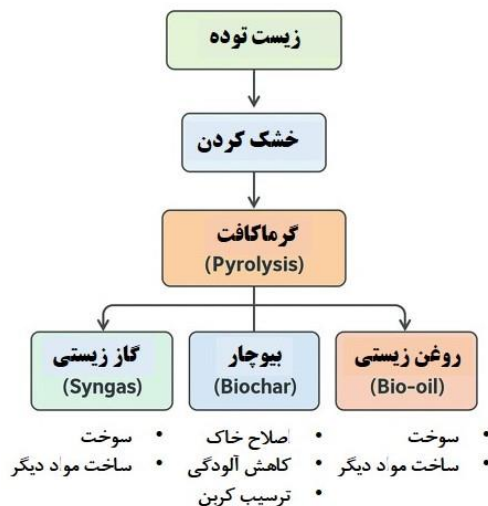 زیست توده
خشک کردن
گرماکافت
(Pyrolysis)
روغن زیستی
(Bio-oil)
• سوخت
• ساخت مواد دیگر
بیوچار
(Biochar)
• اصلاح خاک
• کاهش آلودگی
• ترسیب کربن
گاز زیستی
(Syngas)
• سوخت
• ساخت مواد دیگر